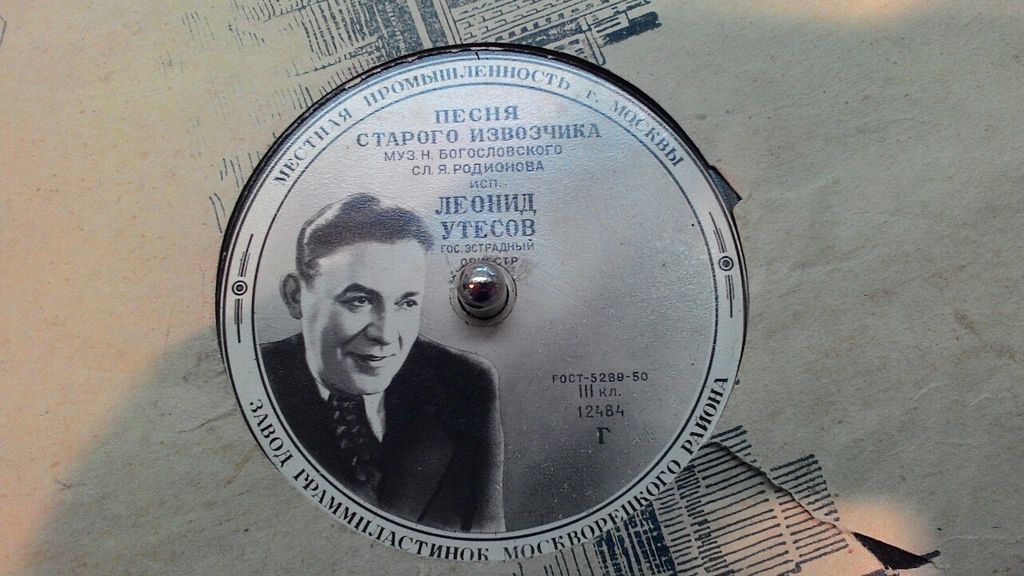 МЕСТНАЯ ПРОМЫШЛЕННОСТЬ Г. МОСКВЫ
ПЕСНЯ
СТАРОГО ИЗВОЗЧИКА
МУЗ. Н. БОГОСЛОВСКОГО
СЛ. Я. РОДИОНОВА
ИСП.
ЛЕОНИД
УТЕСОВ
ГОС. ЭСТРАДНЫЙ
ОРКЕСТР
ГОСТ-5289-50
III КЛ.
12484
Г
ЗАВОД ГРАММПЛАСТИНОК МОСКВОРЕЦКОГО РАЙОНА